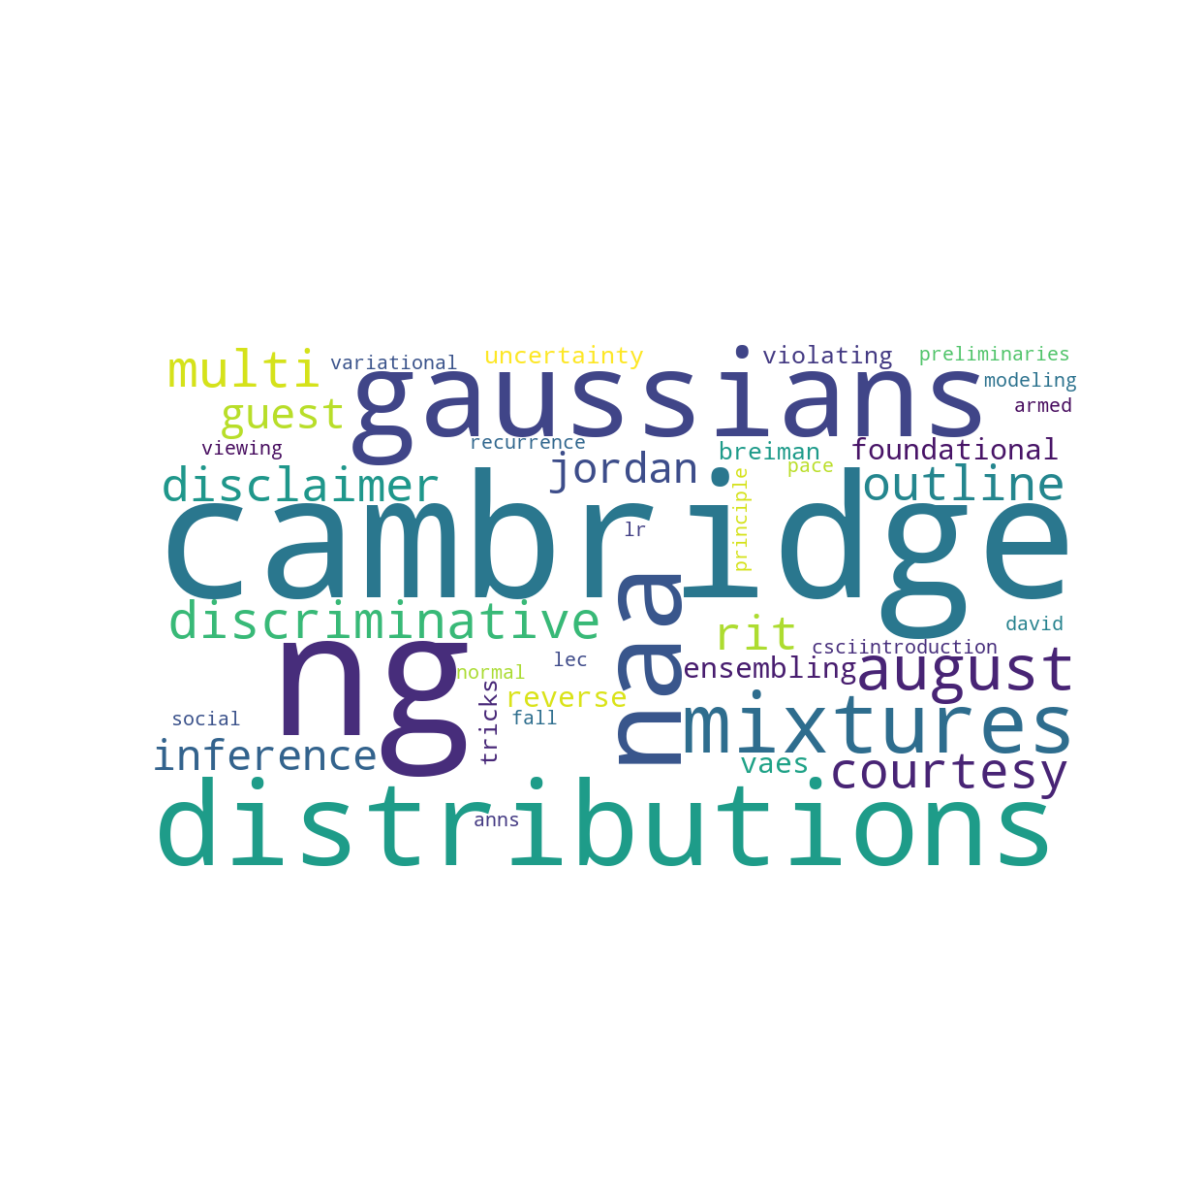 multi
variational
uncertainty
violating
preliminaries
gaussians
modeling
guest
armed
viewing
recurrence
breiman
foundational
jordan
pace
disclaimer
outline
cambridge
principle
lr
naa
discriminative
rit
david
csciintroduction
ng
lec
ensembling
august
normal
tricks
reverse
social
fall
mixtures
inference
vaes
courtesy
distributions
anns